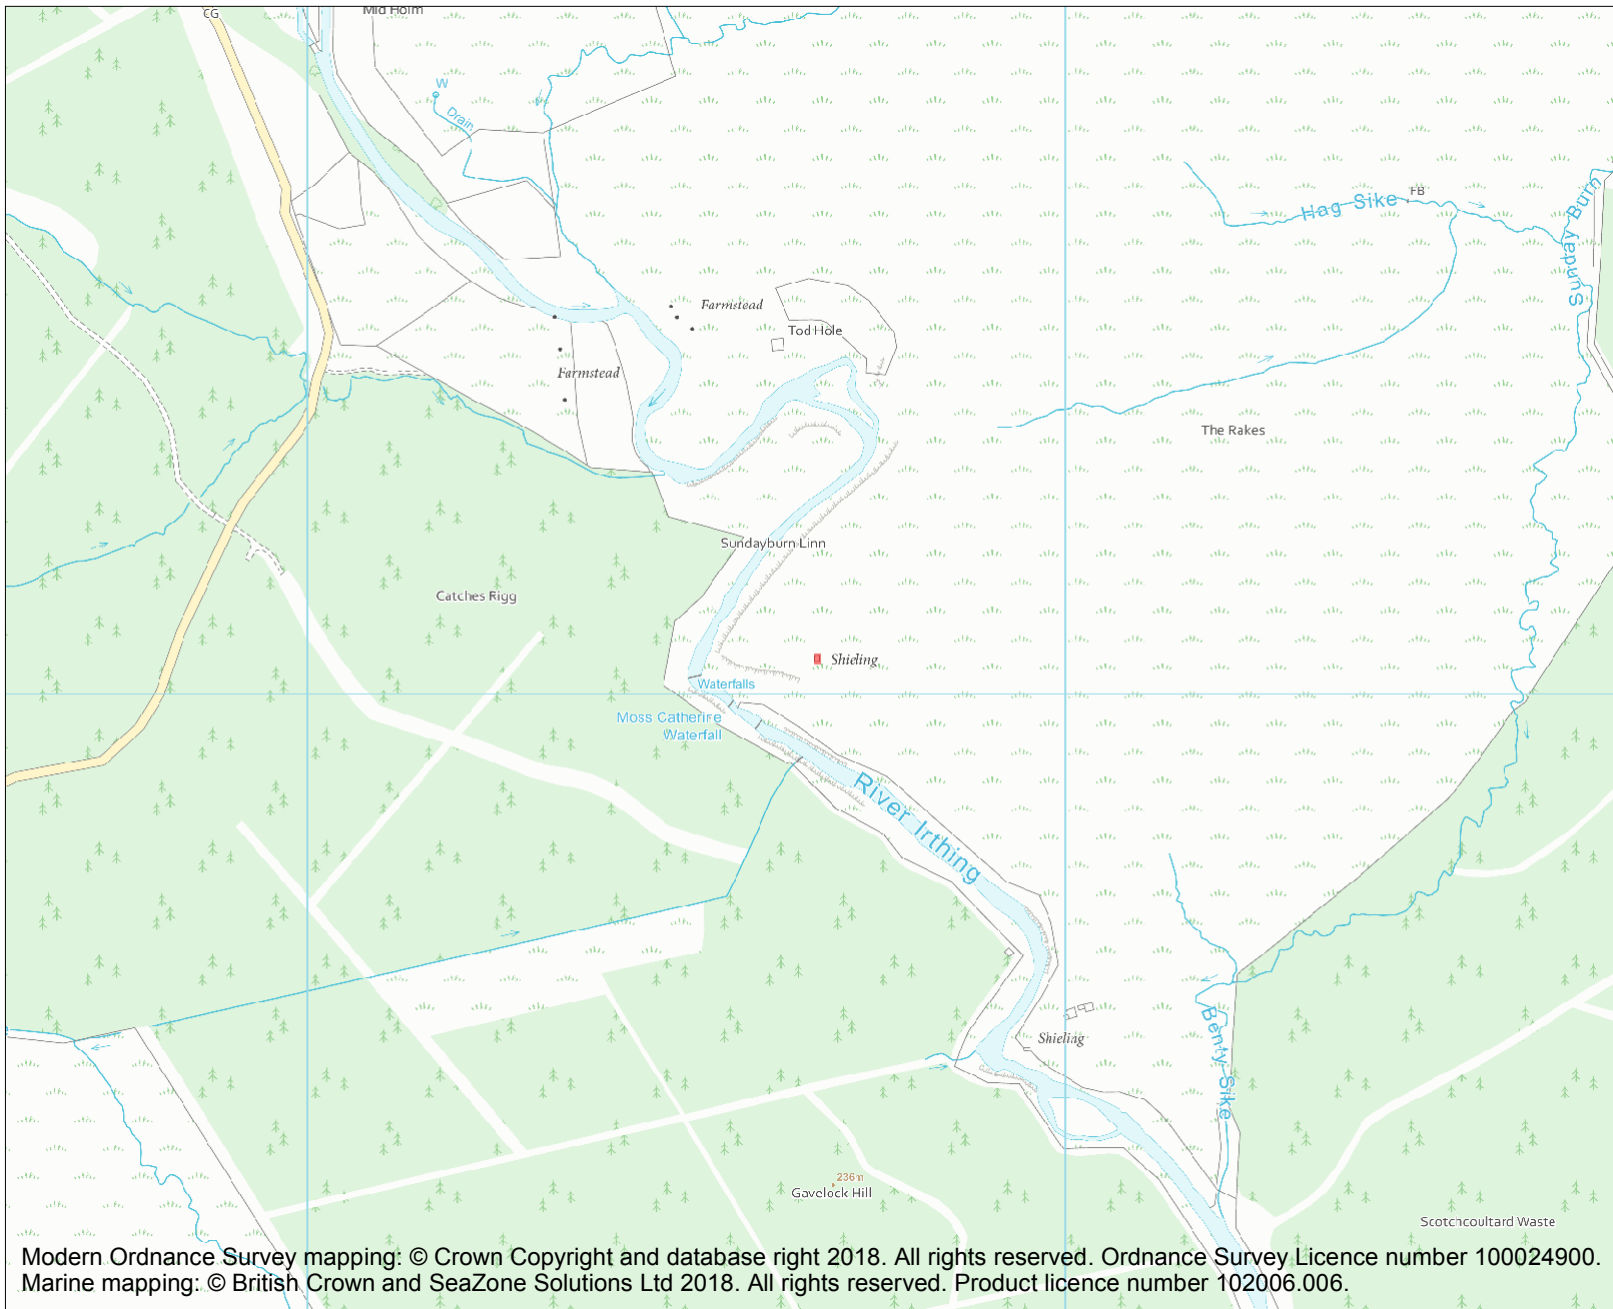 CG
Mid Holm
W
Drain
Hag Sike
FB
Sunday Burn
Farmstead
Tod Hole
Farmstead
The Rakes
Sundayburn Linn
Catches Rigg
Shieling
Waterfalls
Moss Catherine
Waterfall
River Irthing
Shieling
Benty Sike
236m
Gavelock Hill
Scotchcoultard Waste
Modern Ordnance Survey mapping: © Crown Copyright and database right 2018. All rights reserved. Ordnance Survey Licence number 100024900.
Marine mapping: © British Crown and SeaZone Solutions Ltd 2018. All rights reserved. Product licence number 102006.006.